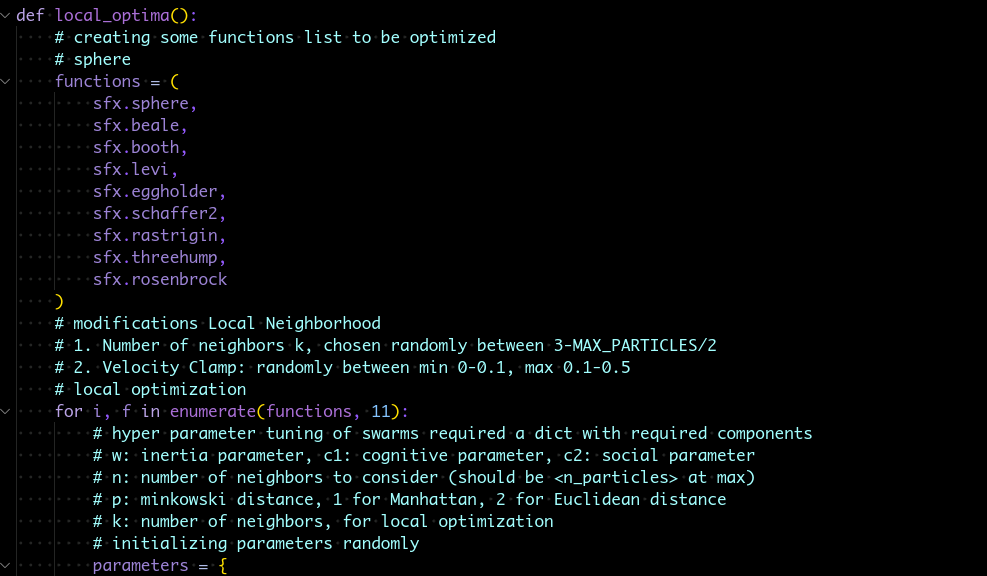 def local_optima():
    # creating some functions list to be optimized
    # sphere
    functions = (
        sfx.sphere,
        sfx.beale,
        sfx.booth,
        sfx.levi,
        sfx.eggholder,
        sfx.schaffer2,
        sfx.rastrigin,
        sfx.threehump,
        sfx.rosenbrock
    )
    # modifications Local Neighborhood
    # 1. Number of neighbors k, chosen randomly between 3-MAX_PARTICLES/2
    # 2. Velocity Clamp: randomly between min 0-0.1, max 0.1-0.5
    # local optimization
    for i, f in enumerate(functions, 11):
        # hyper parameter tuning of swarms required a dict with required components
        # w: inertia parameter, c1: cognitive parameter, c2: social parameter
        # n: number of neighbors to consider (should be <n_particles> at max)
        # p: minkowski distance, 1 for Manhattan, 2 for Euclidean distance
        # k: number of neighbors, for local optimization
        # initializing parameters randomly
        parameters = {